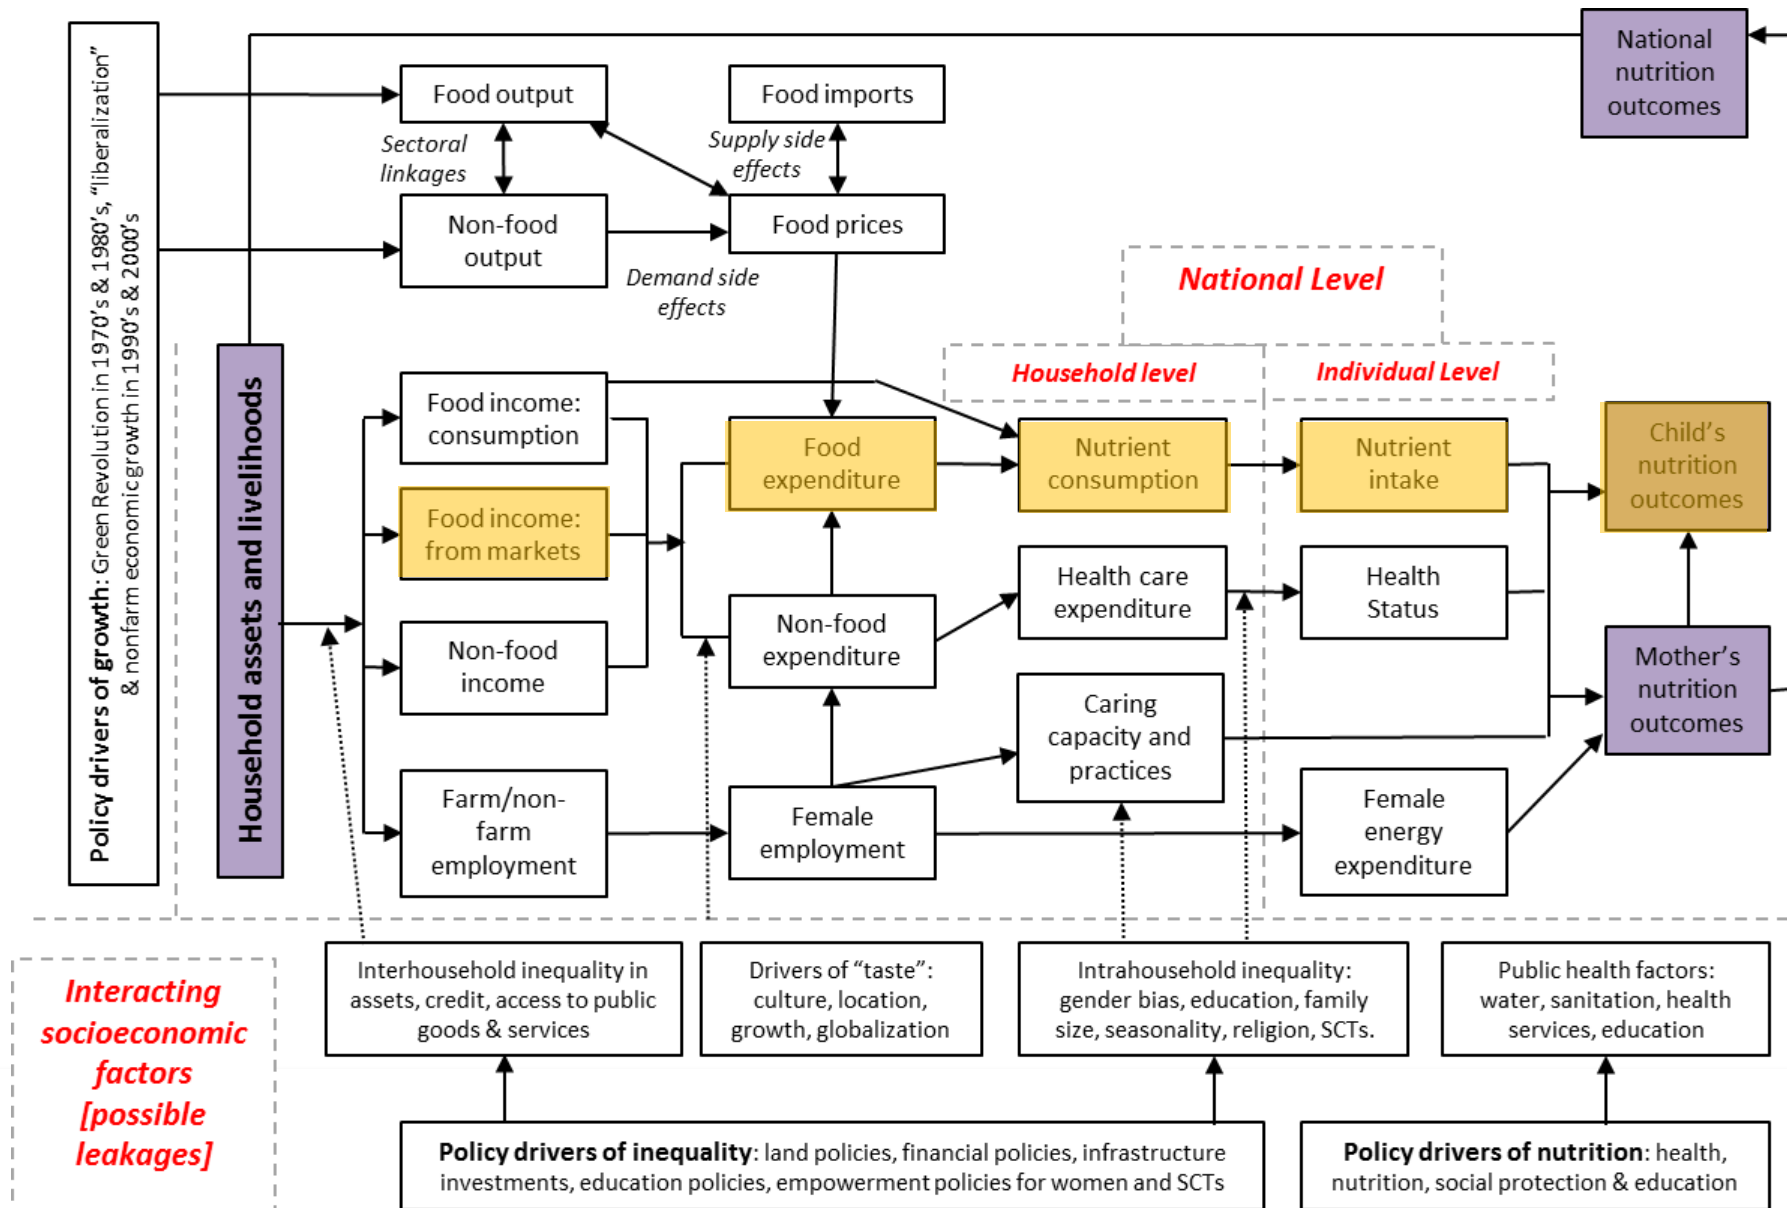 Policy drivers of growth: Green Revolution in 1970's & 1980's, "liberalization"
& nonfarm economic growth in 1990's & 2000's
National
nutrition
outcomes
Food output
Food imports
Sectoral
linkages
Supply side
effects
Non-food
output
Food prices
Demand side
effects
National Level
Household level
Individual Level
Household assets and livelihoods
Food income:
consumption
Food
expenditure
Nutrient
consumption
Nutrient
intake
Child's
nutrition
outcomes
Food income:
from markets
Health care
expenditure
Health
Status
Non-food
income
Non-food
expenditure
Mother's
nutrition
outcomes
Caring
capacity and
practices
Farm/non-
farm
employment
Female
employment
Female
energy
expenditure
Interacting
socioeconomic
factors
[possible
leakages]
Interhousehold inequality in
assets, credit, access to public
goods & services
Drivers of "taste":
culture, location,
growth, globalization
Intrahousehold inequality:
gender bias, education, family
size, seasonality, religion, SCTs.
Public health factors:
water, sanitation, health
services, education
Policy drivers of inequality: land policies, financial policies, infrastructure
investments, education policies, empowerment policies for women and SCTs
Policy drivers of nutrition: health,
nutrition, social protection & education